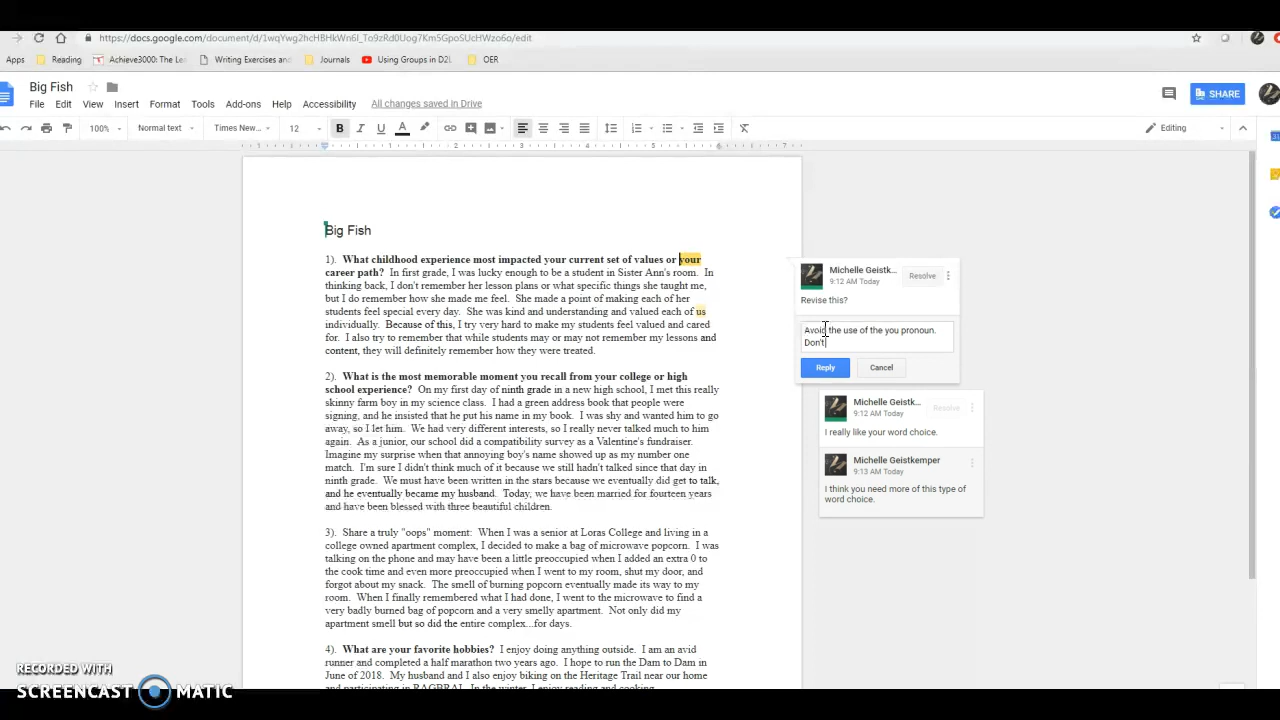 https://docs.google.com/document/d/1wqYwg2hcHBHkWn6l_To9zRd0Uog7Km5GpoSUcHWzo6o/edit
Apps Reading Achieve3000: The Le Writing Exercises and Journals Using Groups in D2L OER
Big Fish
File Edit View Insert Format Tools Add-ons Help Accessibility All changes saved in Drive
SHARE
100% Normal text Times New... 12 B I U A Editing
1 2 3 4 5 6 7
Big Fish
1). What childhood experience most impacted your current set of values or your
career path? In first grade, I was lucky enough to be a student in Sister Ann's room. In
thinking back, I don't remember her lesson plans or what specific things she taught me,
but I do remember how she made me feel. She made a point of making each of her
students feel special every day. She was kind and understanding and valued each of us
individually. Because of this, I try very hard to make my students feel valued and cared
for. I also try to remember that while students may or may not remember my lessons and
content, they will definitely remember how they were treated.
2). What is the most memorable moment you recall from your college or high
school experience? On my first day of ninth grade in a new high school, I met this really
skinny farm boy in my science class. I had a green address book that people were
signing, and he insisted that he put his name in my book. I was shy and wanted him to go
away, so I let him. We had very different interests, so I really never talked much to him
again. As a junior, our school did a compatibility survey as a Valentine's fundraiser.
Imagine my surprise when that annoying boy's name showed up as my number one
match. I'm sure I didn't think much of it because we still hadn't talked since that day in
ninth grade. We must have been written in the stars because we eventually did get to talk,
and he eventually became my husband. Today, we have been married for fourteen years
and have been blessed with three beautiful children.
3). Share a truly "oops" moment: When I was a senior at Loras College and living in a
college owned apartment complex, I decided to make a bag of microwave popcorn. I was
talking on the phone and may have been a little preoccupied when I added an extra 0 to
the cook time and even more preoccupied when I went to my room, shut my door, and
forgot about my snack. The smell of burning popcorn eventually made its way to my
room. When I finally remembered what I had done, I went to the microwave to find a
very badly burned bag of popcorn and a very smelly apartment. Not only did my
apartment smell but so did the entire complex...for days.
4). What are your favorite hobbies? I enjoy doing anything outside. I am an avid
runner and completed a half marathon two years ago. I hope to run the Dam to Dam in
June of 2018. My husband and I also enjoy biking on the Heritage Trail near our home
and participating in RAGBRAI. In the winter, I enjoy reading and cooking.
Michelle Geistk...
9:12 AM Today
Resolve
Revise this?
Avoid the use of the you pronoun.
Don't
Reply Cancel
Michelle Geistk...
9:12 AM Today
Resolve
I really like your word choice.
Michelle Geistkemper
9:13 AM Today
I think you need more of this type of
word choice.
RECORDED WITH
SCREENCAST MATIC